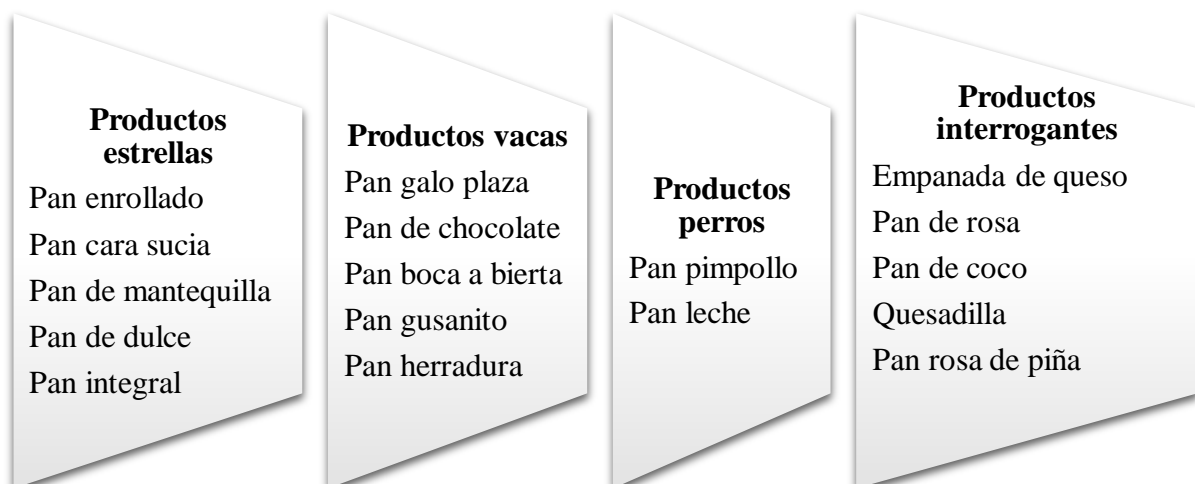 Productos
estrellas
Pan enrollado
Pan cara sucia
Pan de mantequilla
Pan de dulce
Pan integral
Productos vacas
Pan galo plaza
Pan de chocolate
Pan boca a bierta
Pan gusanito
Pan herradura
Productos
perros
Pan pimpollo
Pan leche
Productos
interrogantes
Empanada de queso
Pan de rosa
Pan de coco
Quesadilla
Pan rosa de piña